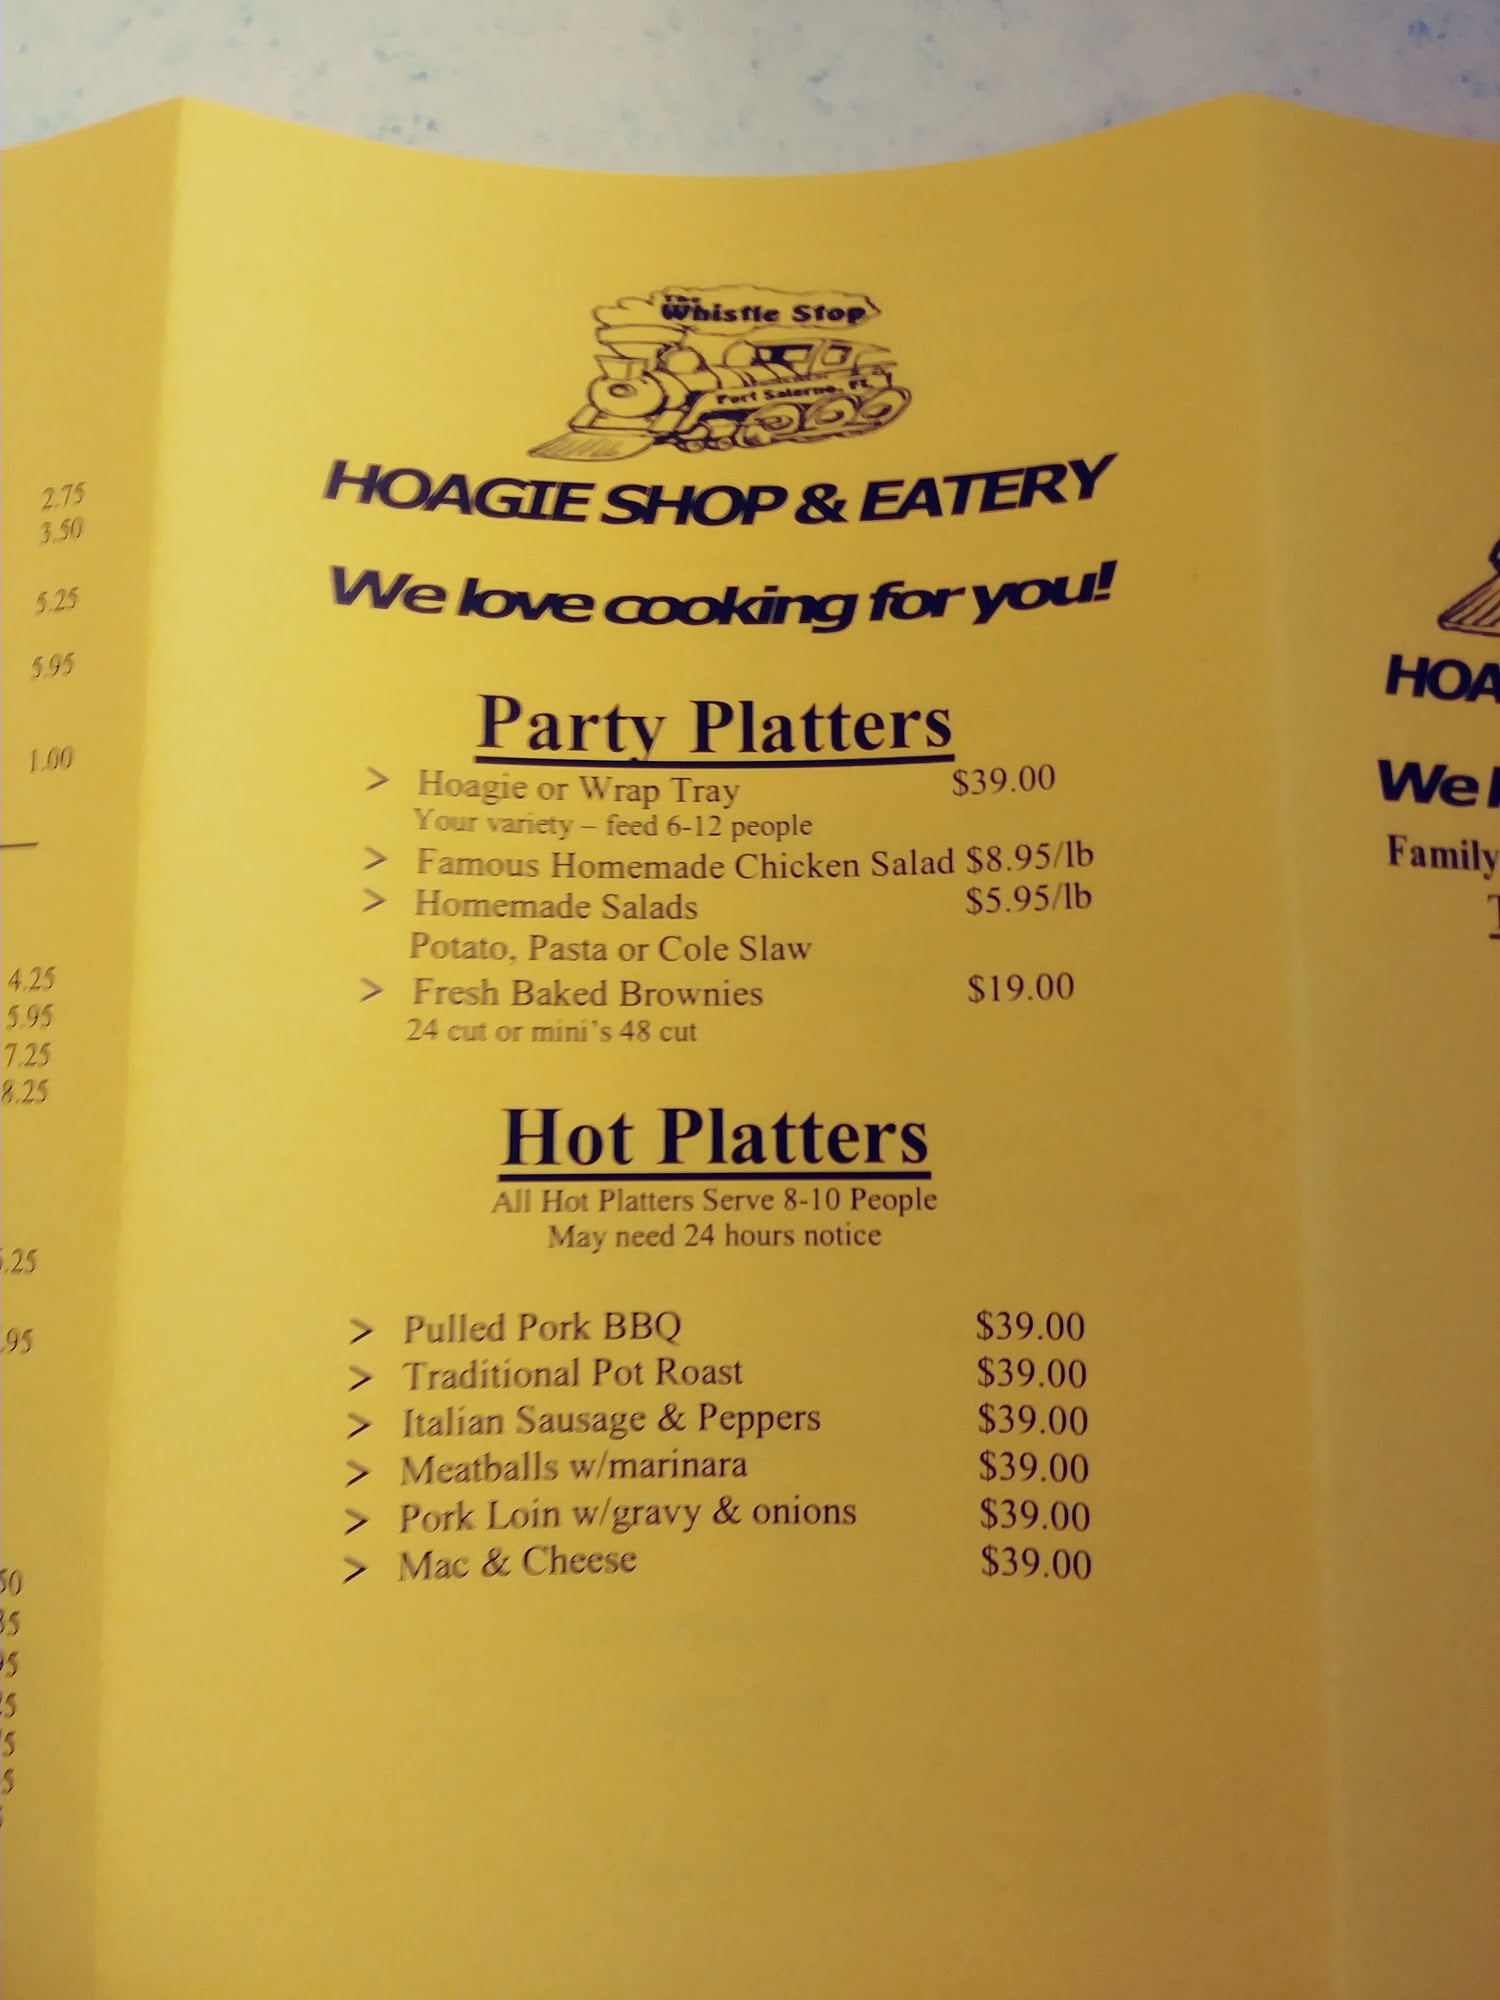 2.75
3.50
5.25
5.95
1.00
4.25
5.95
7.25
8.25
.25
.95
The
Whistle Stop
Port Salerno, FL
HOAGIE SHOP & EATERY
We love cooking for you!
Party Platters
> Hoagie or Wrap Tray $39.00
Your variety – feed 6-12 people
> Famous Homemade Chicken Salad $8.95/lb
> Homemade Salads $5.95/lb
Potato, Pasta or Cole Slaw
> Fresh Baked Brownies $19.00
24 cut or mini's 48 cut
Hot Platters
All Hot Platters Serve 8-10 People
May need 24 hours notice
> Pulled Pork BBQ $39.00
> Traditional Pot Roast $39.00
> Italian Sausage & Peppers $39.00
> Meatballs w/marinara $39.00
> Pork Loin w/gravy & onions $39.00
> Mac & Cheese $39.00
HOA
We
Family